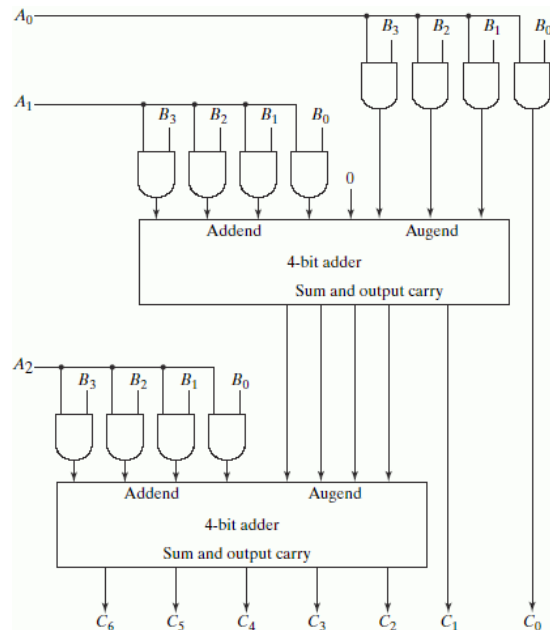 A0
B3 B2 B1 B0
A1
B3 B2 B1 B0
0
Addend Augend
4-bit adder
Sum and output carry
A2
B3 B2 B1 B0
Addend Augend
4-bit adder
Sum and output carry
C6 C5 C4 C3 C2 C1 C0